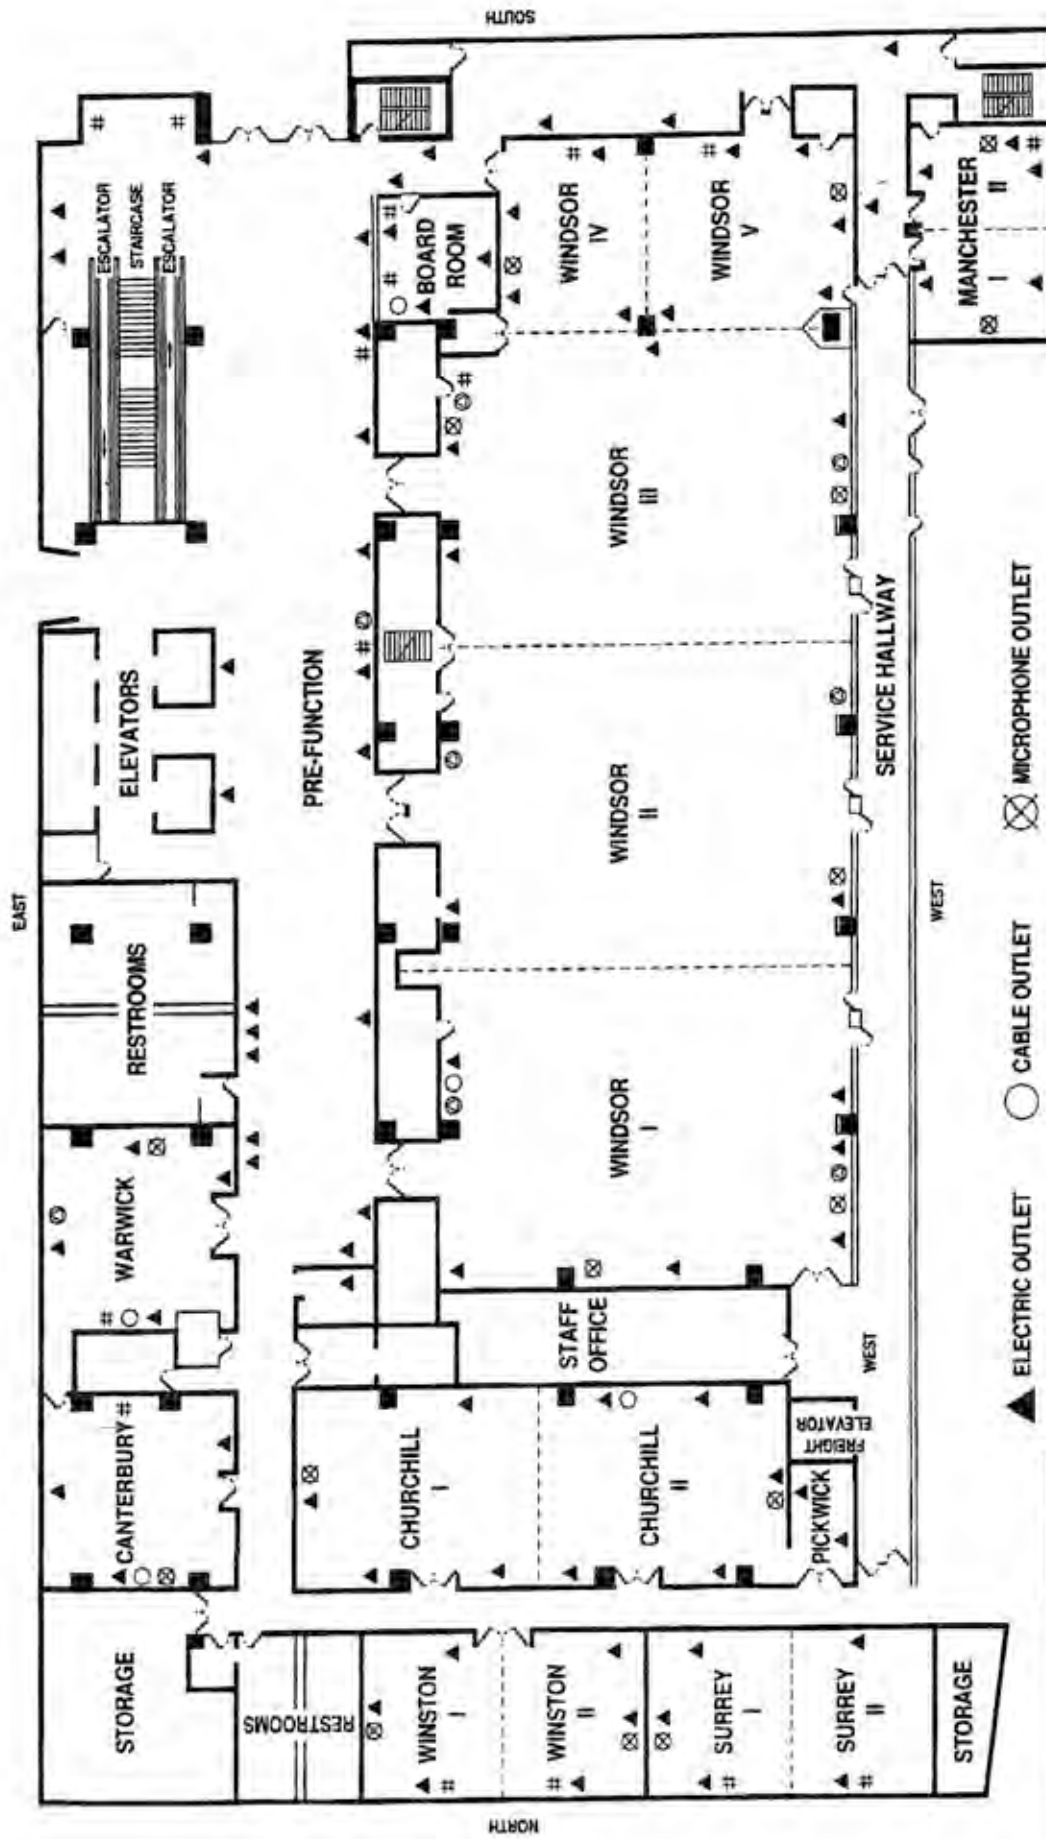 SOUTH
ESCALATOR
STAIRCASE
ESCALATOR
BOARD
ROOM
WINDSOR
IV
WINDSOR
V
MANCHESTER
I
II
EAST
ELEVATORS
PRE-FUNCTION
WINDSOR
III
WINDSOR
II
SERVICE HALLWAY
WEST
RESTROOMS
WARWICK
WINDSOR
I
STAFF
OFFICE
WEST
CANTERBURY
CHURCHILL
I
CHURCHILL
II
FREIGHT
ELEVATOR
PICKWICK
STORAGE
RESTROOMS
WINSTON
I
WINSTON
II
SURREY
I
SURREY
II
STORAGE
NORTH
ELECTRIC OUTLET
CABLE OUTLET
MICROPHONE OUTLET